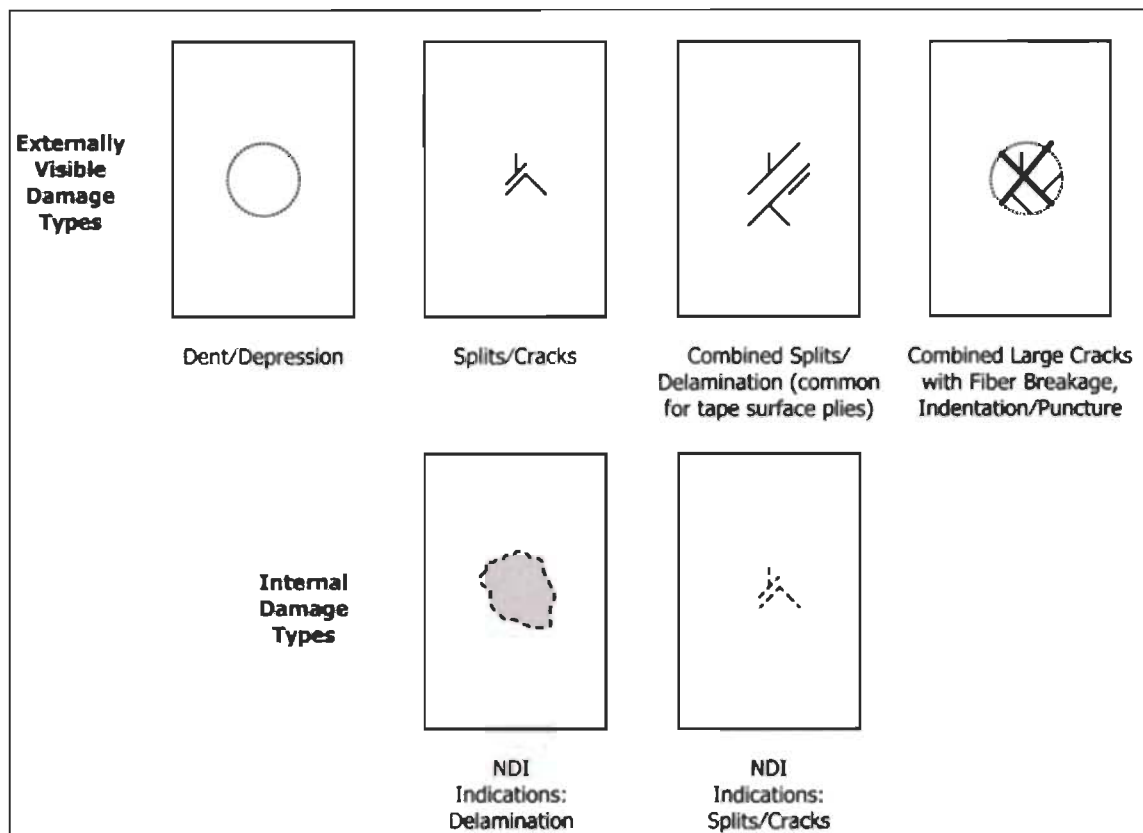 Externally
Visible
Damage
Types
Dent/Depression
Splits/Cracks
Combined Splits/
Delamination (common
for tape surface plies)
Combined Large Cracks
with Fiber Breakage,
Indentation/Puncture
Internal
Damage
Types
NDI
Indications:
Delamination
NDI
Indications:
Splits/Cracks